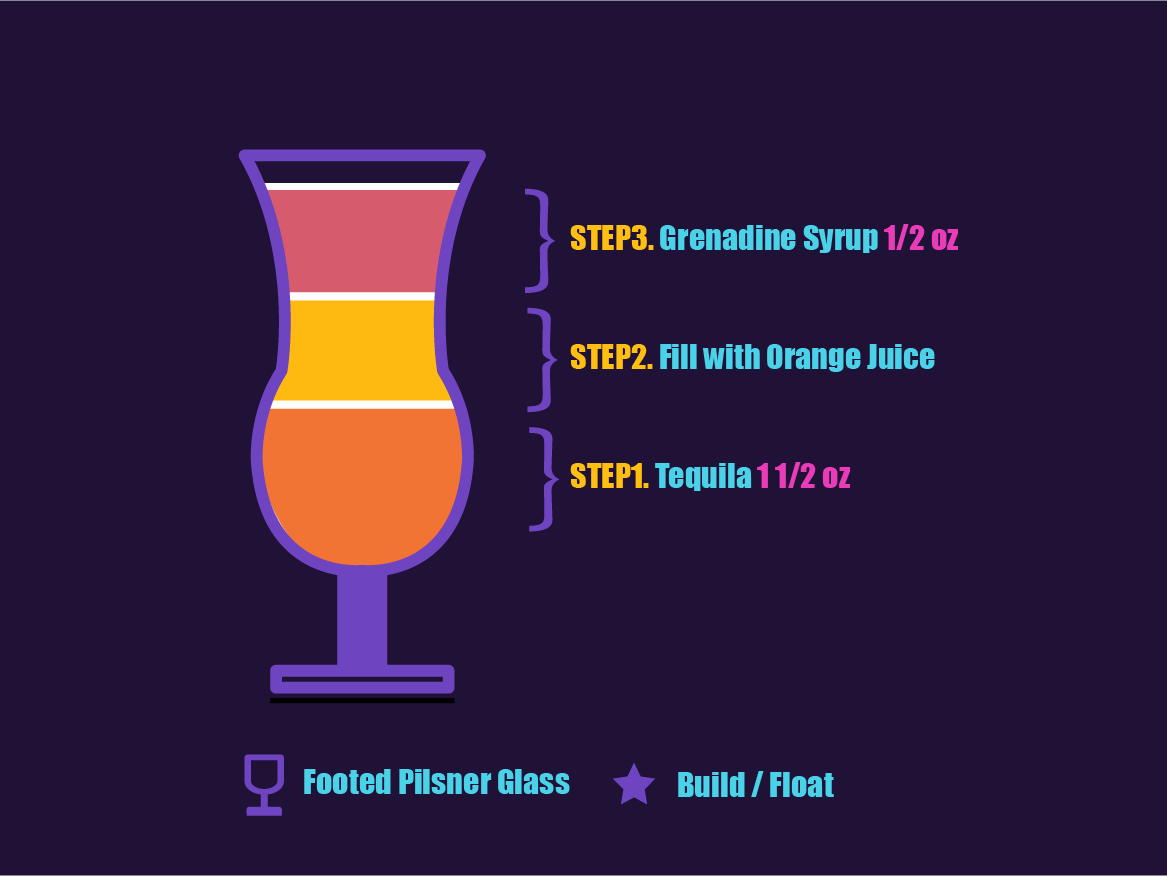 STEP3. Grenadine Syrup 1/2 oz
STEP2. Fill with Orange Juice
STEP1. Tequila 1 1/2 oz
Footed Pilsner Glass
Build / Float